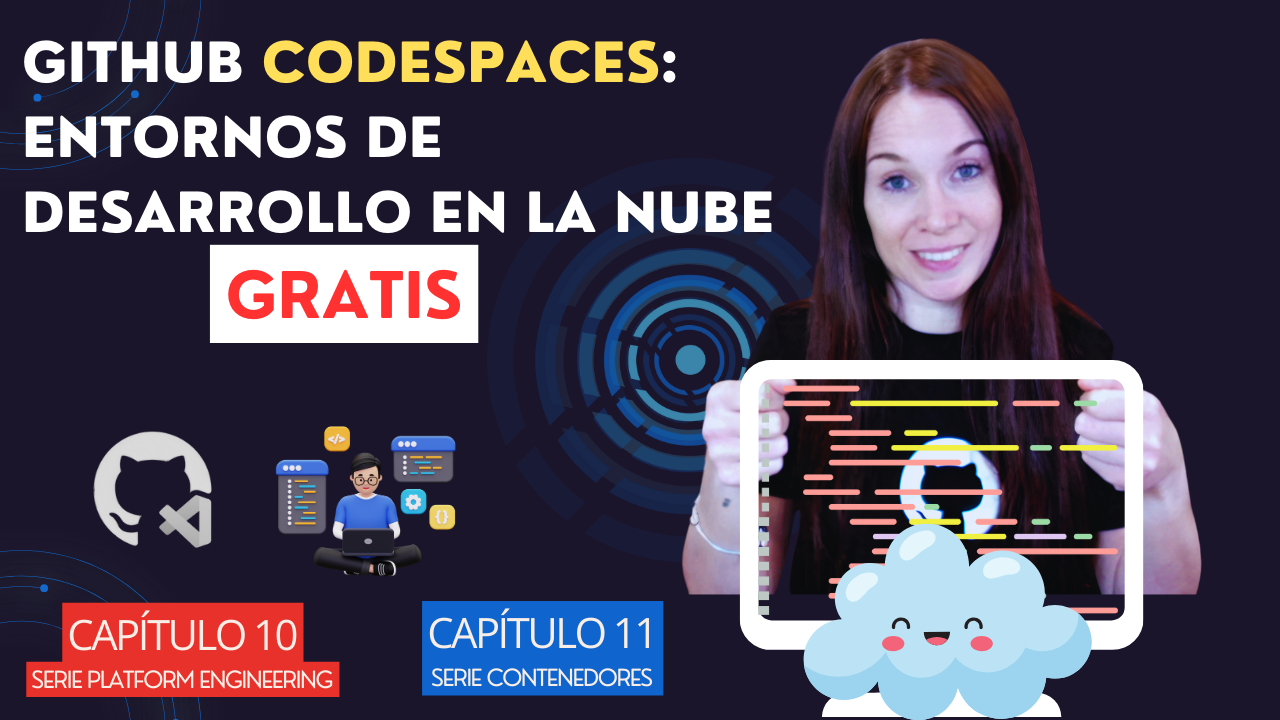 GITHUB CODESPACES:
ENTORNOS DE
DESARROLLO EN LA NUBE
GRATIS
</>
{}
CAPÍTULO 10
SERIE PLATFORM ENGINEERING
CAPÍTULO 11
SERIE CONTENEDORES